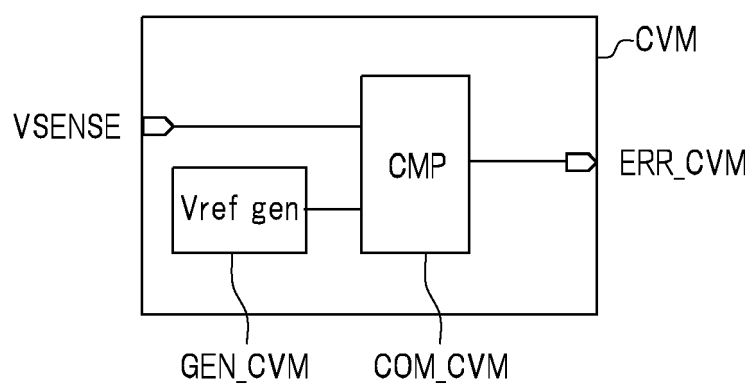 CVM
VSENSE
CMP
ERR_CVM
Vref gen
GEN_CVM
COM_CVM